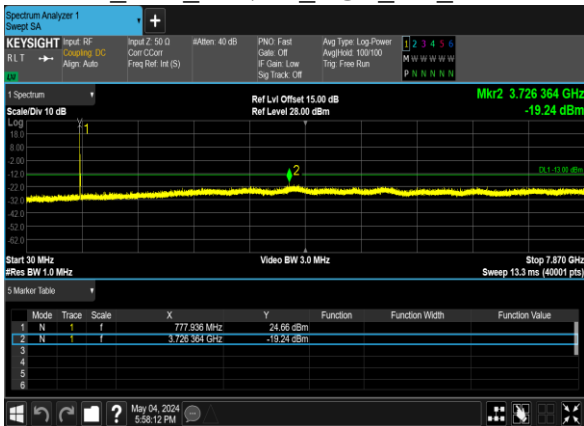 Spectrum Analyzer 1
Swept SA
+
KEYSIGHT Input: RF Input Z: 50 Ω #Atten: 40 dB PNO: Fast Avg Type: Log-Power 1 2 3 4 5 6
RLT Coupling: DC Corr CCorr Gate: Off Avg|Hold: 100/100 M W W W W W
Align: Auto Freq Ref: Int (S) IF Gain: Low Trig: Free Run
Sig Track: Off P N N N N N
LV
1 Spectrum
Ref Lvl Offset 15.00 dB Mkr2 3.726 364 GHz
Scale/Div 10 dB Ref Level 28.00 dBm -19.24 dBm
Log
18.0
1
8.00
-2.00
-12.0
2
DL1 -13.00 dBm
-22.0
-32.0
-42.0
-52.0
-62.0
Start 30 MHz Video BW 3.0 MHz Stop 7.870 GHz
#Res BW 1.0 MHz Sweep 13.3 ms (40001 pts)
5 Marker Table
Mode Trace Scale X Y Function Function Width Function Value
1 N 1 f 777.936 MHz 24.66 dBm
2 N 1 f 3.726 364 GHz -19.24 dBm
3
4
5
6
? May 04, 2024
5:58:12 PM